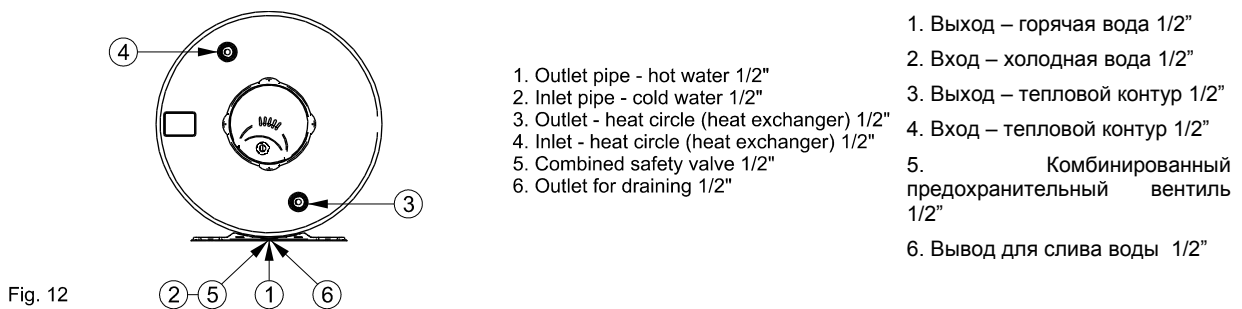 4
3
2
5
1
6
Fig. 12
1. Outlet pipe - hot water 1/2"
2. Inlet pipe - cold water 1/2"
3. Outlet - heat circle (heat exchanger) 1/2"
4. Inlet - heat circle (heat exchanger) 1/2"
5. Combined safety valve 1/2"
6. Outlet for draining 1/2"
1. Выход – горячая вода 1/2”
2. Вход – холодная вода 1/2”
3. Выход – тепловой контур 1/2”
4. Вход – тепловой контур 1/2”
5. Комбинированный
предохранительный вентиль
1/2”
6. Вывод для слива воды 1/2”